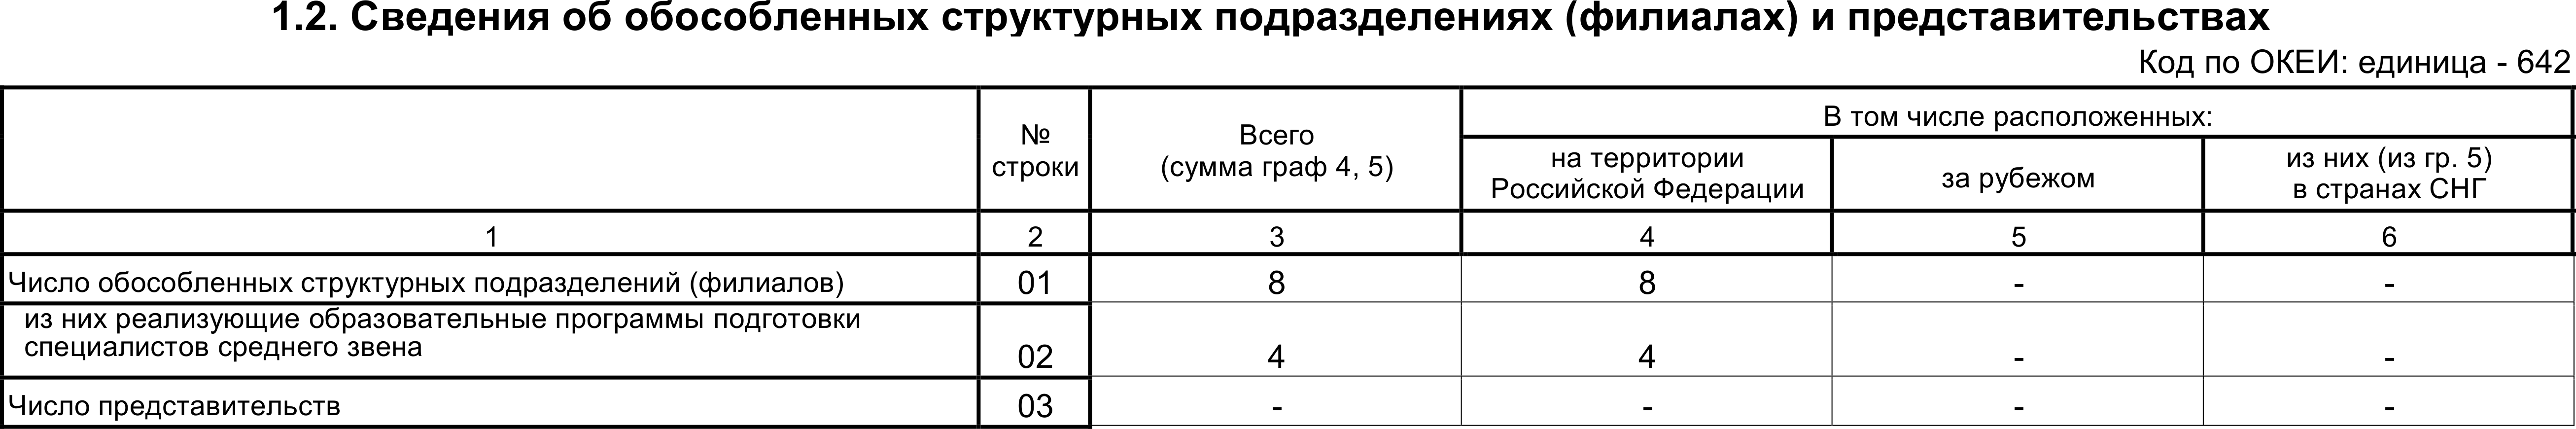 1.2. Сведения об обособленных структурных подразделениях (филиалах) и представительствах
Код по ОКЕИ: единица - 642
№
строки
Всего
(сумма граф 4, 5)
В том числе расположенных:
на территории
Российской Федерации
за рубежом
из них (из гр. 5)
в странах СНГ
1 2 3 4 5 6
Число обособленных структурных подразделений (филиалов) 01 8 8 - -
из них реализующие образовательные программы подготовки
специалистов среднего звена 02 4 4 - -
Число представительств 03 - - - -